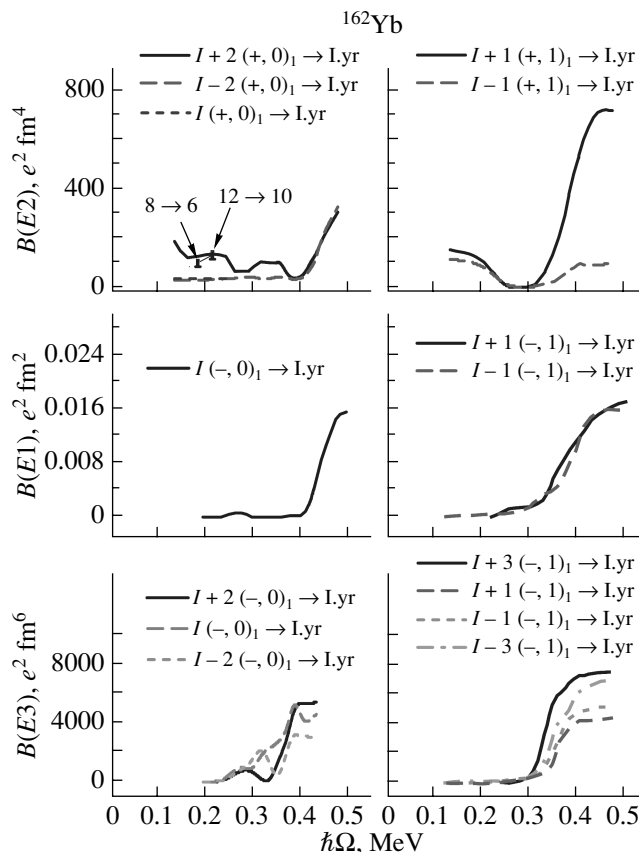 ¹⁶²Yb
I + 2 (+, 0)₁ → I.yr
I – 2 (+, 0)₁ → I.yr
I (+, 0)₁ → I.yr
B(E2), e² fm⁴
800
400
0
8 → 6
12 → 10
I + 1 (+, 1)₁ → I.yr
I – 1 (+, 1)₁ → I.yr
B(E1), e² fm²
0.024
0.016
0.008
0
I (–, 0)₁ → I.yr
I + 1 (–, 1)₁ → I.yr
I – 1 (–, 1)₁ → I.yr
B(E3), e² fm⁶
8000
4000
0
I + 2 (–, 0)₁ → I.yr
I (–, 0)₁ → I.yr
I – 2 (–, 0)₁ → I.yr
I + 3 (–, 1)₁ → I.yr
I + 1 (–, 1)₁ → I.yr
I – 1 (–, 1)₁ → I.yr
I – 3 (–, 1)₁ → I.yr
0 0.1 0.2 0.3 0.4 0.5 0 0.1 0.2 0.3 0.4 0.5
ℏΩ, MeV